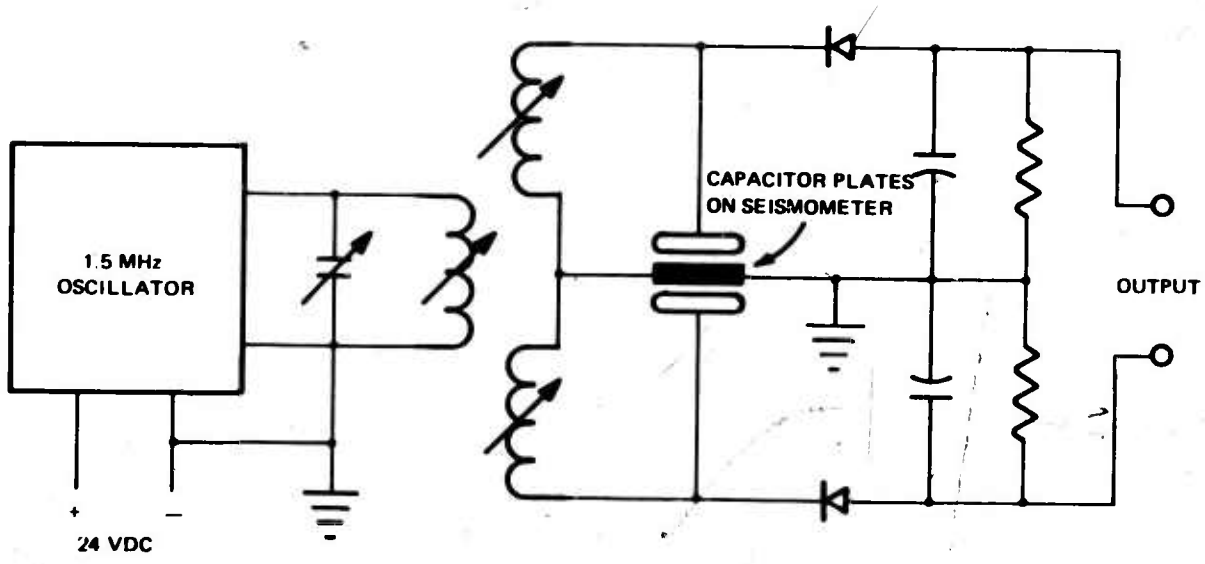 CAPACITOR PLATES
ON SEISMOMETER
1.5 MHz
OSCILLATOR
OUTPUT
+ –
24 VDC